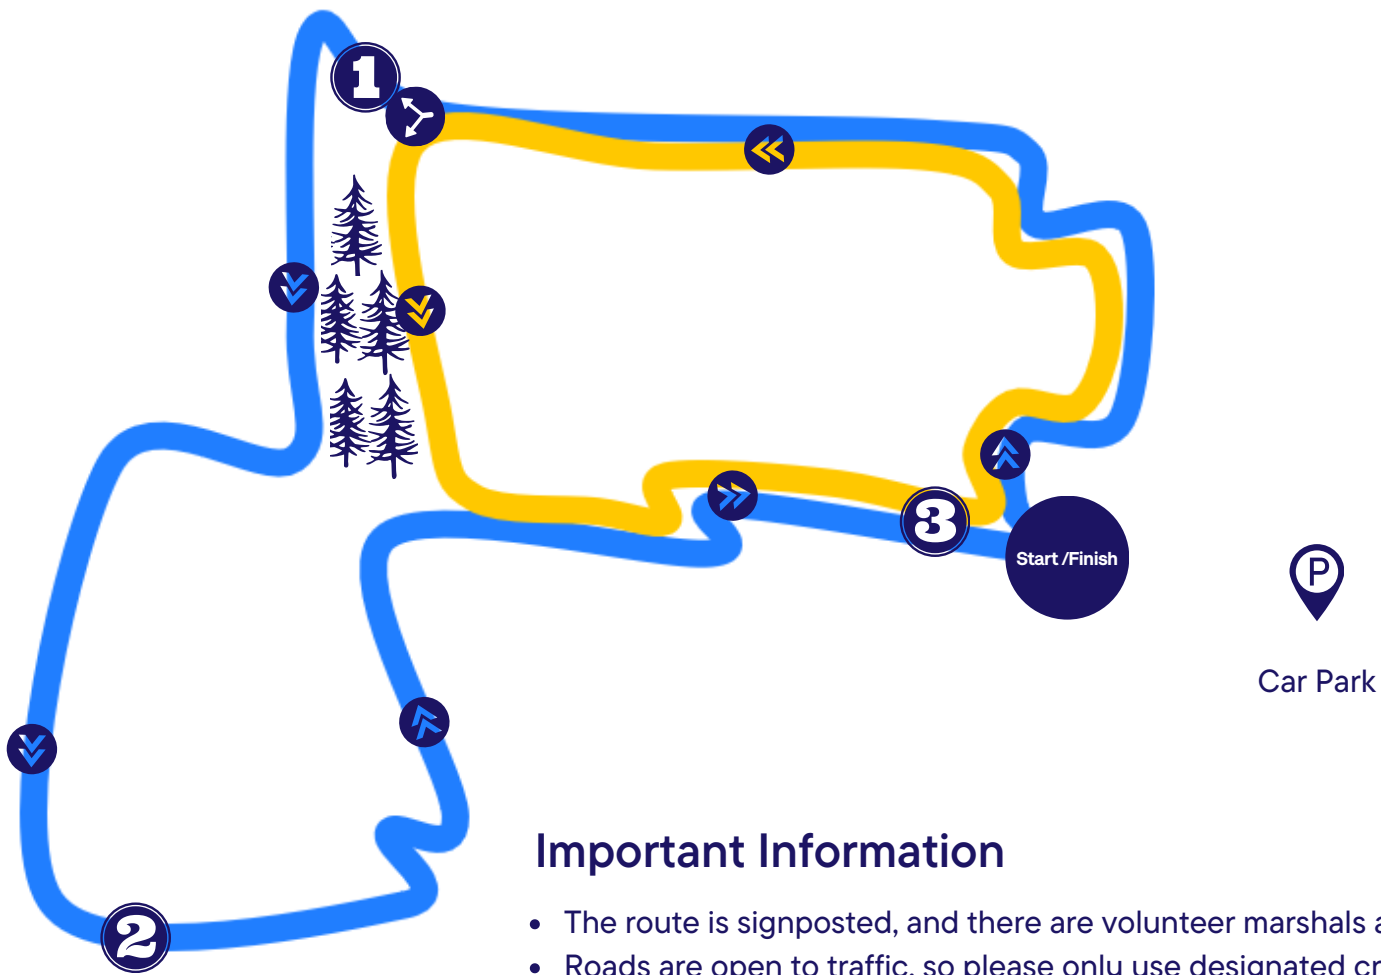 1
3
Start /Finish
P
Car Park
2
Important Information
• The route is signposted, and there are volunteer marshals
• Roads are open to traffic, so please only use designated